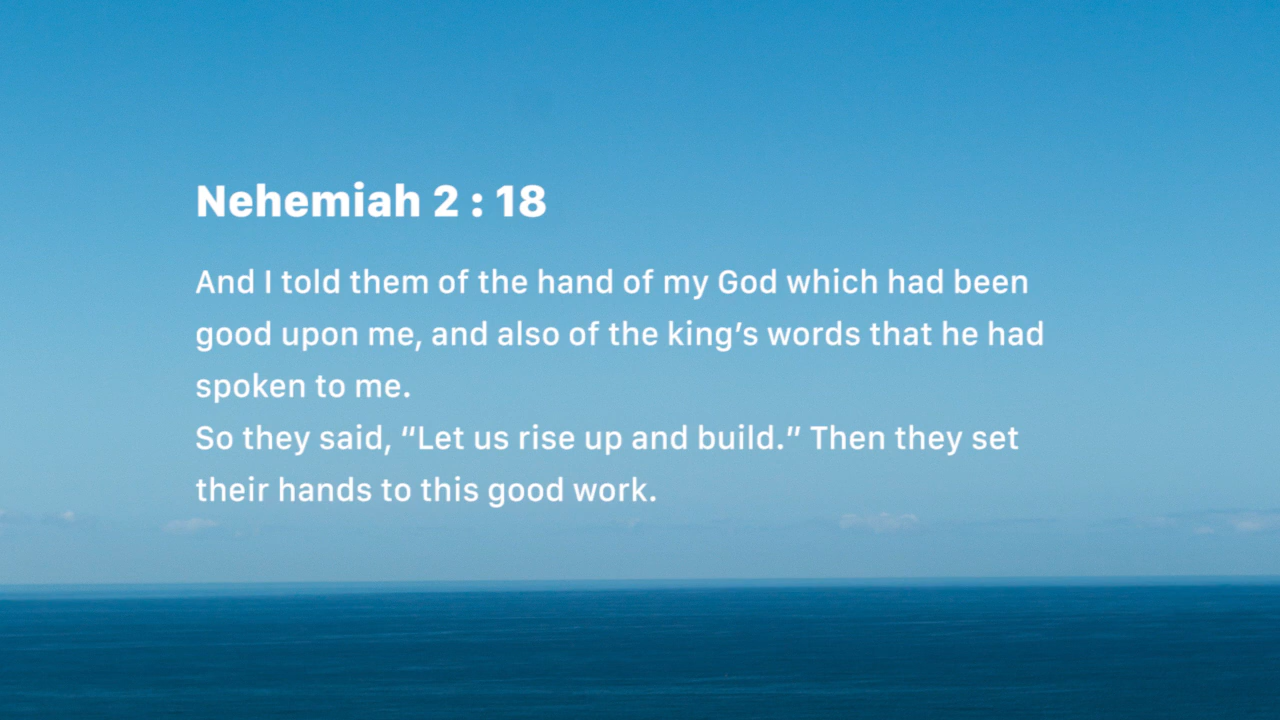 Nehemiah 2 : 18
And I told them of the hand of my God which had been
good upon me, and also of the king’s words that he had
spoken to me.
So they said, “Let us rise up and build.” Then they set
their hands to this good work.